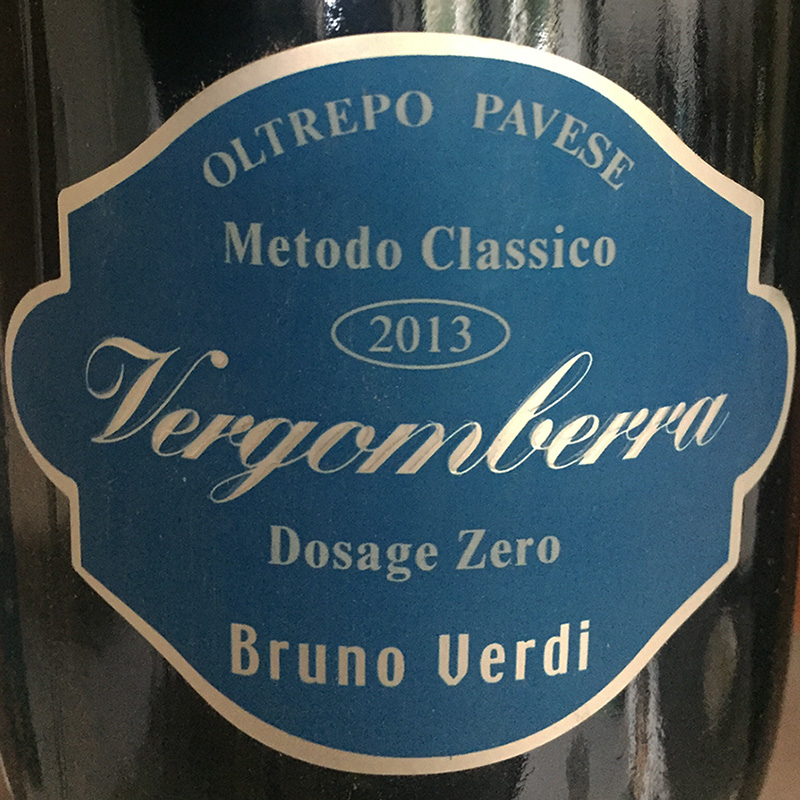 OLTREPO PAVESE
Metodo Classico
2013
Vergomberra
Dosage Zero
Bruno Verdi